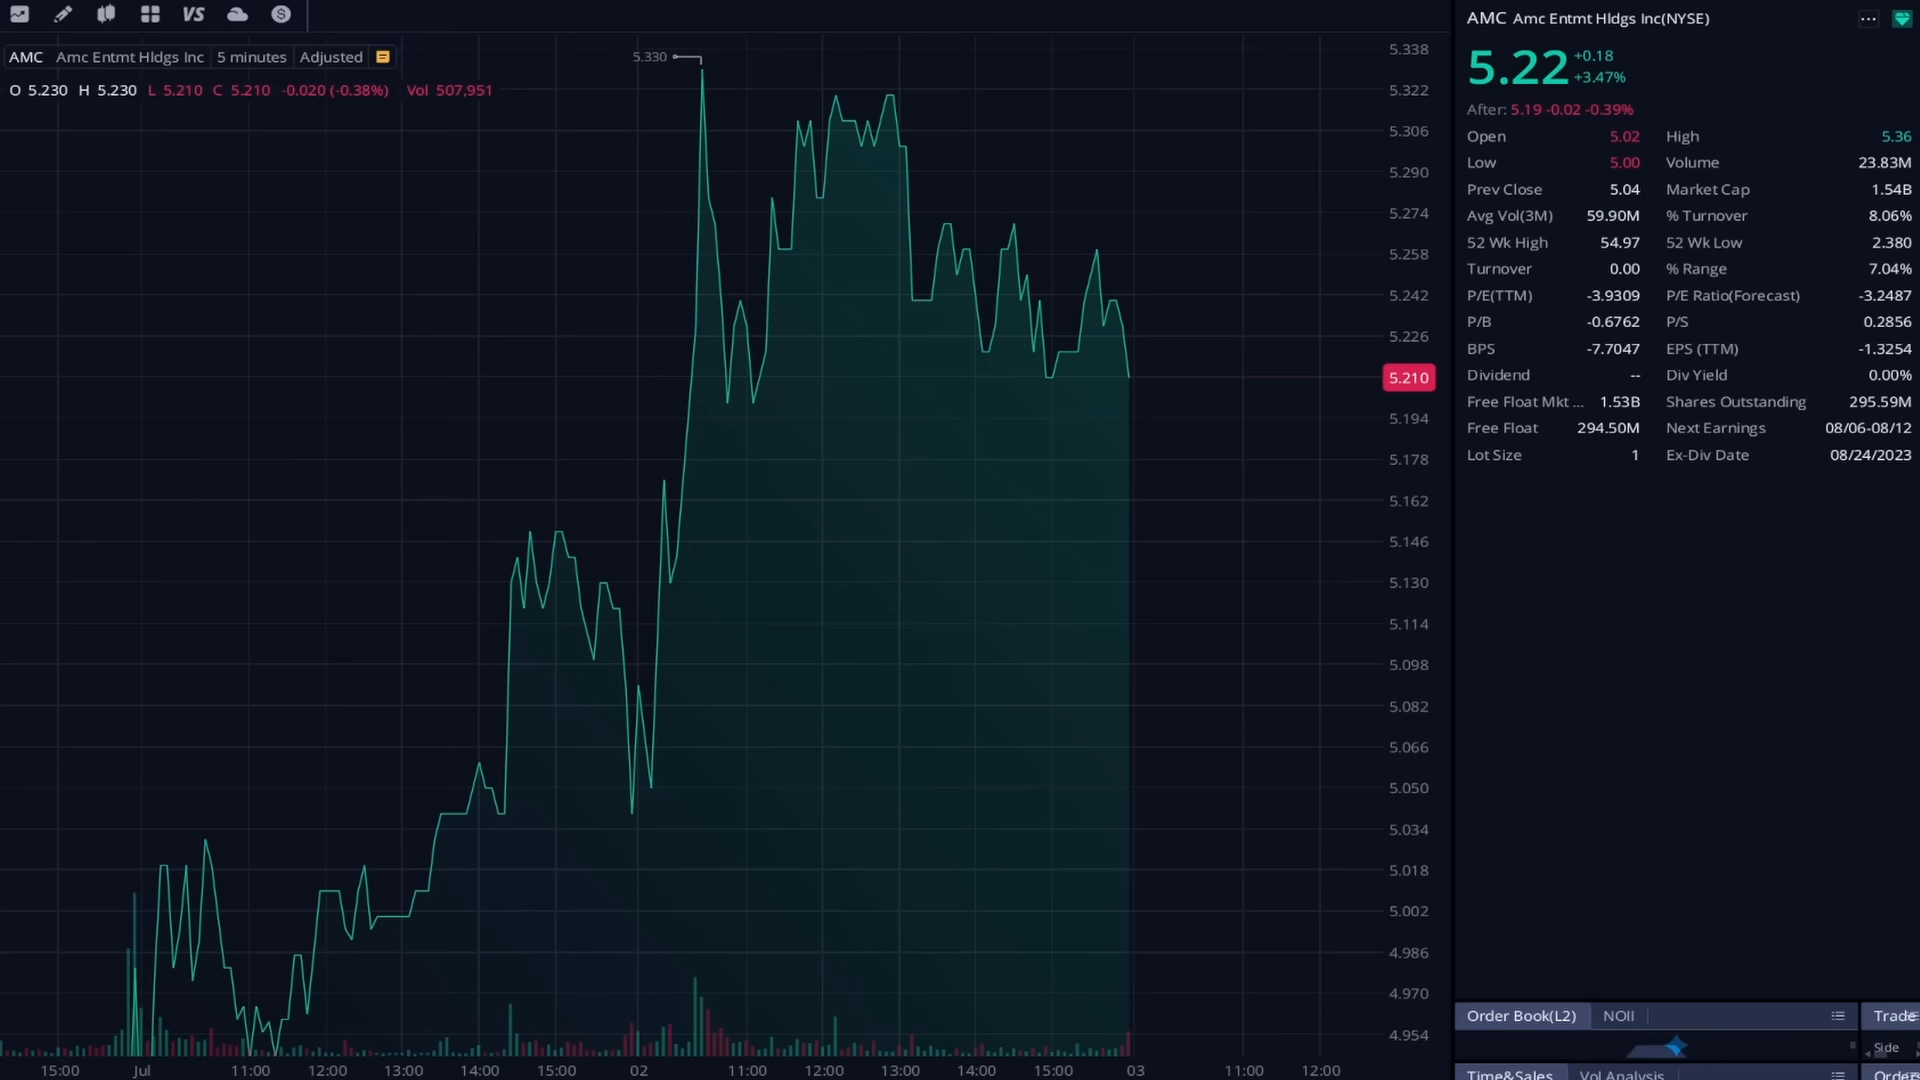 VS
AMC Amc Entmt Hldgs Inc 5 minutes Adjusted
O 5.230 H 5.230 L 5.210 C 5.210 -0.020 (-0.38%) Vol 507,951
5.330
5.338
5.322
5.306
5.290
5.274
5.258
5.242
5.226
5.210
5.194
5.178
5.162
5.146
5.130
5.114
5.098
5.082
5.066
5.050
5.034
5.018
5.002
4.986
4.970
4.954
15:00 Jul 11:00 12:00 13:00 14:00 15:00 02 11:00 12:00 13:00 14:00 15:00 03 11:00 12:00
AMC Amc Entmt Hldgs Inc(NYSE)
5.22 +0.18
+3.47%
After: 5.19 -0.02 -0.39%
Open 5.02 High 5.36
Low 5.00 Volume 23.83M
Prev Close 5.04 Market Cap 1.54B
Avg Vol(3M) 59.90M % Turnover 8.06%
52 Wk High 54.97 52 Wk Low 2.380
Turnover 0.00 % Range 7.04%
P/E(TTM) -3.9309 P/E Ratio(Forecast) -3.2487
P/B -0.6762 P/S 0.2856
BPS -7.7047 EPS (TTM) -1.3254
Dividend -- Div Yield 0.00%
Free Float Mkt ... 1.53B Shares Outstanding 295.59M
Free Float 294.50M Next Earnings 08/06-08/12
Lot Size 1 Ex-Div Date 08/24/2023
Order Book(L2) NOII Trade
Side
Time&Sales Vol Analysis Orders